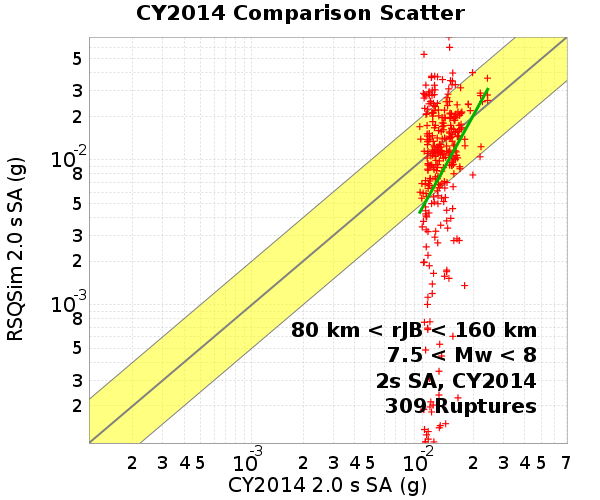 CY2014 Comparison Scatter
RSQSim 2.0 s SA (g)
5
3
2
10-2
8
5
3
2
10-3
8
5
3
2
80 km < rJB < 160 km
7.5 < Mw < 8
2s SA, CY2014
309 Ruptures
2 3 4 5 10-3 2 3 4 5 10-2 2 3 4 5 7
CY2014 2.0 s SA (g)